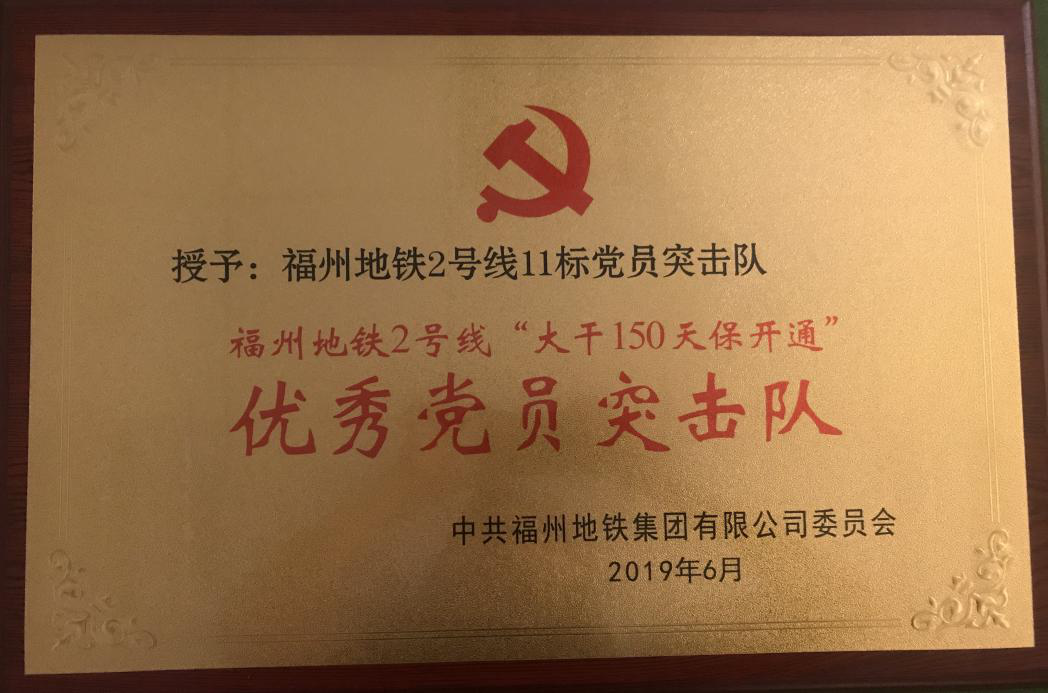 授予：福州地铁2号线11标党员突击队
福州地铁2号线“大干150天保开通”
优秀党员突击队
中共福州地铁集团有限公司委员会
2019年6月